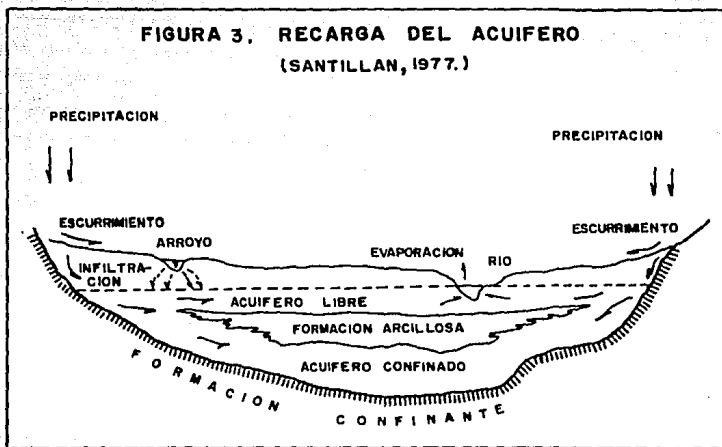 FIGURA 3. RECARGA DEL ACUIFERO
(SANTILLAN, 1977.)
PRECIPITACION
PRECIPITACION
ESCURRIMIENTO
ARROYO
EVAPORACION
RIO
ESCURRIMIENTO
INFILTRA-
CION
ACUIFERO LIBRE
FORMACION ARCILLOSA
ACUIFERO CONFINADO
FORMACION CONFINANTE